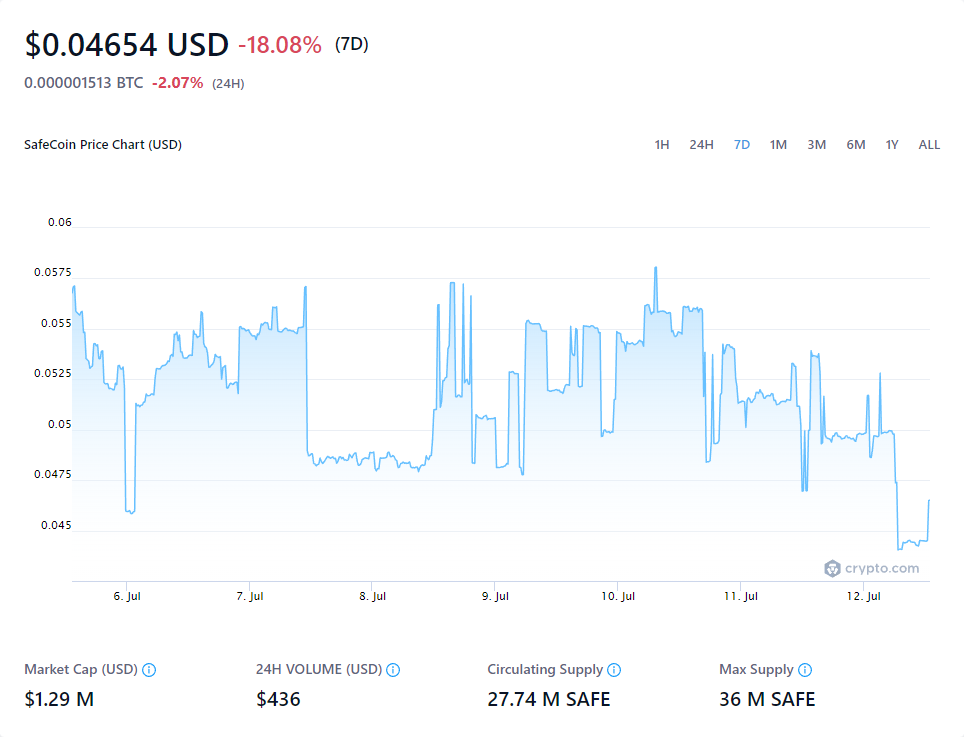 $0.04654 USD -18.08% (7D)
0.000001513 BTC -2.07% (24H)
SafeCoin Price Chart (USD) 1H 24H 7D 1M 3M 6M 1Y ALL
0.06
0.0575
0.055
0.0525
0.05
0.0475
0.045
crypto.com
6. Jul 7. Jul 8. Jul 9. Jul 10. Jul 11. Jul 12. Jul
Market Cap (USD) 24H VOLUME (USD) Circulating Supply Max Supply
$1.29 M $436 27.74 M SAFE 36 M SAFE